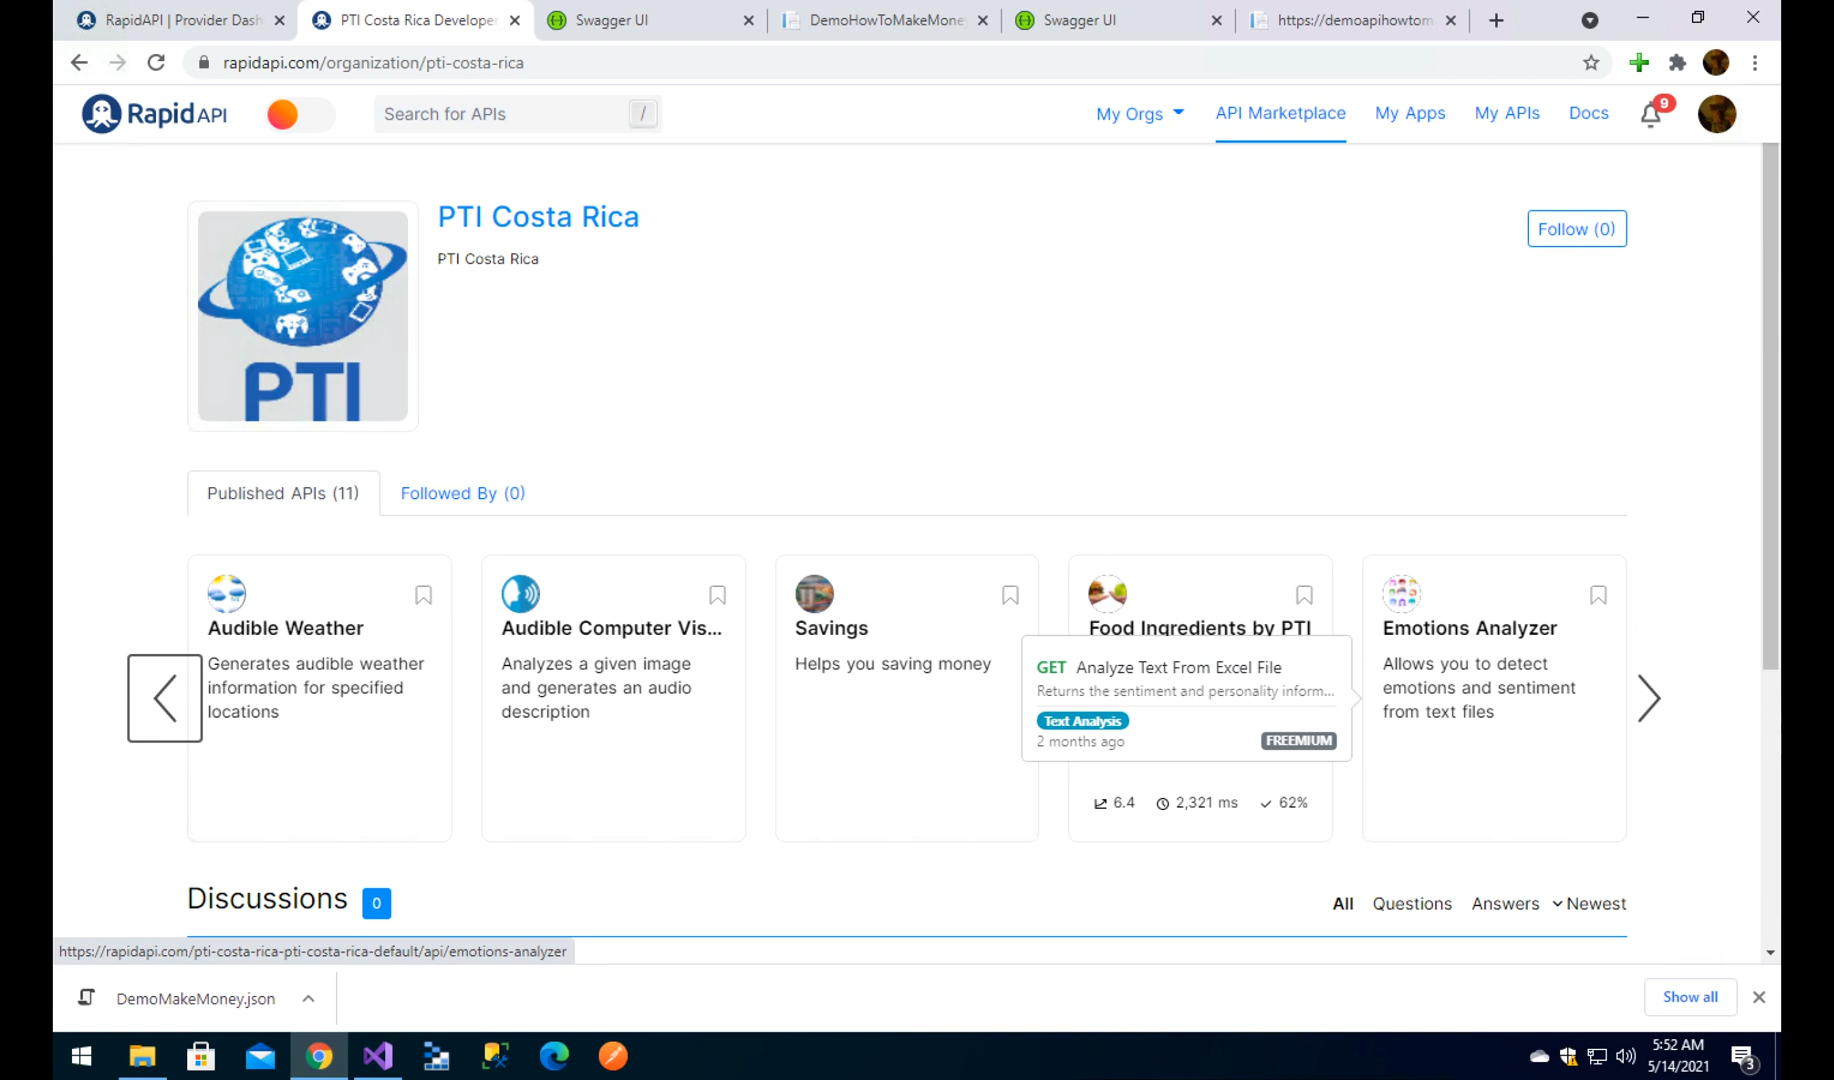 RapidAPI | Provider Dash
PTI Costa Rica Developer
Swagger UI
DemoHowToMakeMoney
Swagger UI
https://demoapihowtom
rapidapi.com/organization/pti-costa-rica
Rapid API
Search for APIs
/
My Orgs
API Marketplace
My Apps
My APIs
Docs
9
PTI
PTI Costa Rica
PTI Costa Rica
Follow (0)
Published APIs (11)
Followed By (0)
Audible Weather
Generates audible weather
information for specified
locations
Audible Computer Vis...
Analyzes a given image
and generates an audio
description
Savings
Helps you saving money
Food Ingredients by PTI
GET Analyze Text From Excel File
Returns the sentiment and personality inform...
Text Analysis
2 months ago
FREEMIUM
6.4
2,321 ms
62%
Emotions Analyzer
Allows you to detect
emotions and sentiment
from text files
Discussions 0
All
Questions
Answers
Newest
https://rapidapi.com/pti-costa-rica-pti-costa-rica-default/api/emotions-analyzer
DemoMakeMoney.json
Show all
5:52 AM
5/14/2021
3